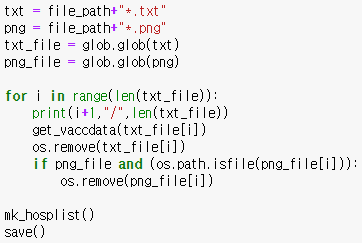 txt = file_path+"*.txt"
png = file_path+"*.png"
txt_file = glob.glob(txt)
png_file = glob.glob(png)

for i in range(len(txt_file)):
    print(i+1,"/",len(txt_file))
    get_vaccdata(txt_file[i])
    os.remove(txt_file[i])
    if png_file and (os.path.isfile(png_file[i])):
        os.remove(png_file[i])

mk_hosplist()
save()